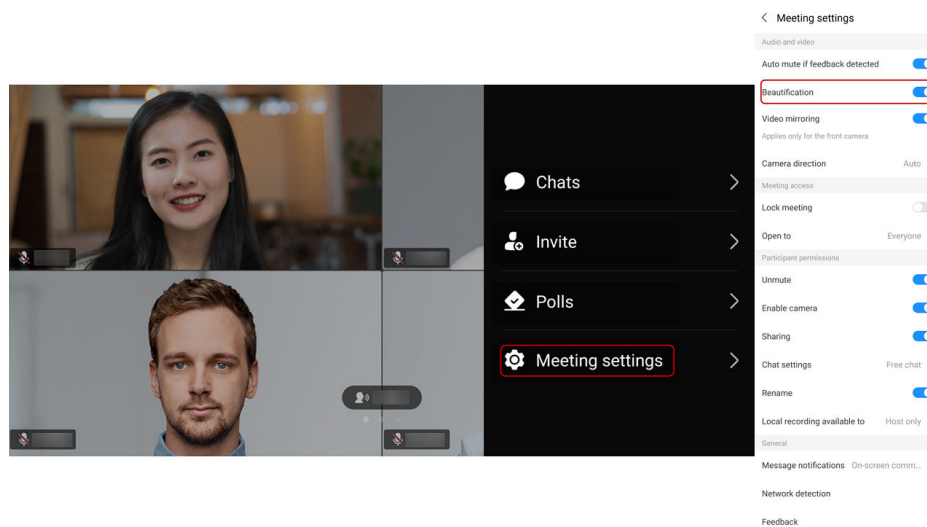 Chats
Invite
Polls
Meeting settings
Meeting settings
Audio and video
Auto mute if feedback detected
Beautification
Video mirroring
Applies only for the front camera
Camera direction Auto
Meeting access
Lock meeting
Open to Everyone
Participant permissions
Unmute
Enable camera
Sharing
Chat settings Free chat
Rename
Local recording available to Host only
General
Message notifications On-screen comm...
Network detection
Feedback